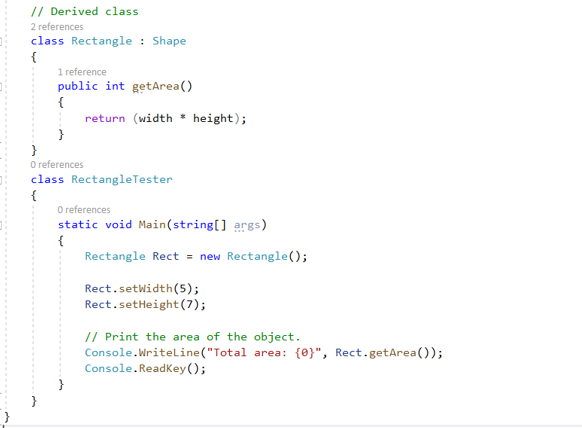 // Derived class
2 references
class Rectangle : Shape
{
1 reference
public int getArea()
{
return (width * height);
}
}
0 references
class RectangleTester
{
0 references
static void Main(string[] args)
{
Rectangle Rect = new Rectangle();
Rect.setWidth(5);
Rect.setHeight(7);
// Print the area of the object.
Console.WriteLine("Total area: {0}", Rect.getArea());
Console.ReadKey();
}
}
}